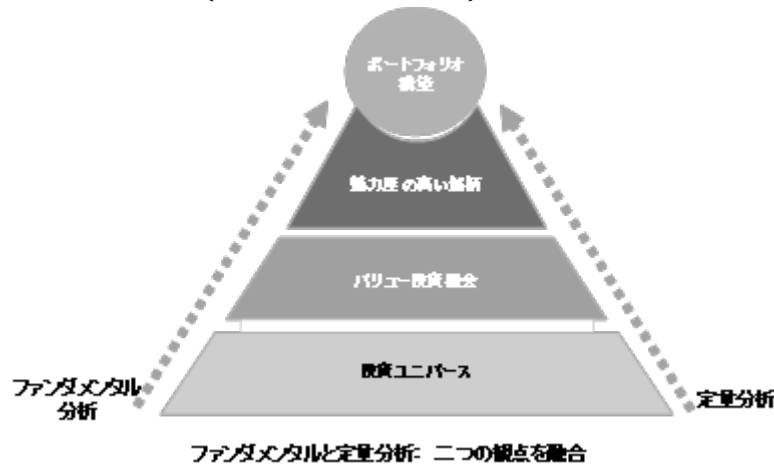 ポートフォリオ
構築
魅力度の高い銘柄
バリュー投資機会
投資ユニバース
ファンダメンタル
分析
定量分析
ファンダメンタルと定量分析: 二つの観点を融合